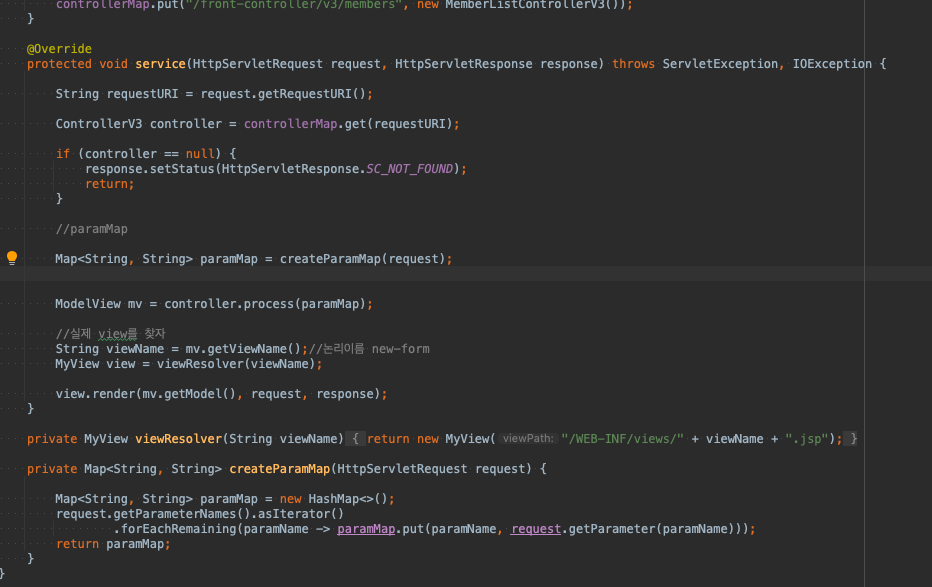 controllerMap.put("/front-controller/v3/members", new MemberListControllerV3());
}
@Override
protected void service(HttpServletRequest request, HttpServletResponse response) throws ServletException, IOException {
String requestURI = request.getRequestURI();
ControllerV3 controller = controllerMap.get(requestURI);
if (controller == null) {
response.setStatus(HttpServletResponse.SC_NOT_FOUND);
return;
}
//paramMap
Map<String, String> paramMap = createParamMap(request);
ModelView mv = controller.process(paramMap);
//실제 view를 찾자
String viewName = mv.getViewName();//논리이름 new-form
MyView view = viewResolver(viewName);
view.render(mv.getModel(), request, response);
}
private MyView viewResolver(String viewName) { return new MyView( viewPath: "/WEB-INF/views/" + viewName + ".jsp"); }
private Map<String, String> createParamMap(HttpServletRequest request) {
Map<String, String> paramMap = new HashMap<>();
request.getParameterNames().asIterator()
.forEachRemaining(paramName -> paramMap.put(paramName, request.getParameter(paramName)));
return paramMap;
}
}